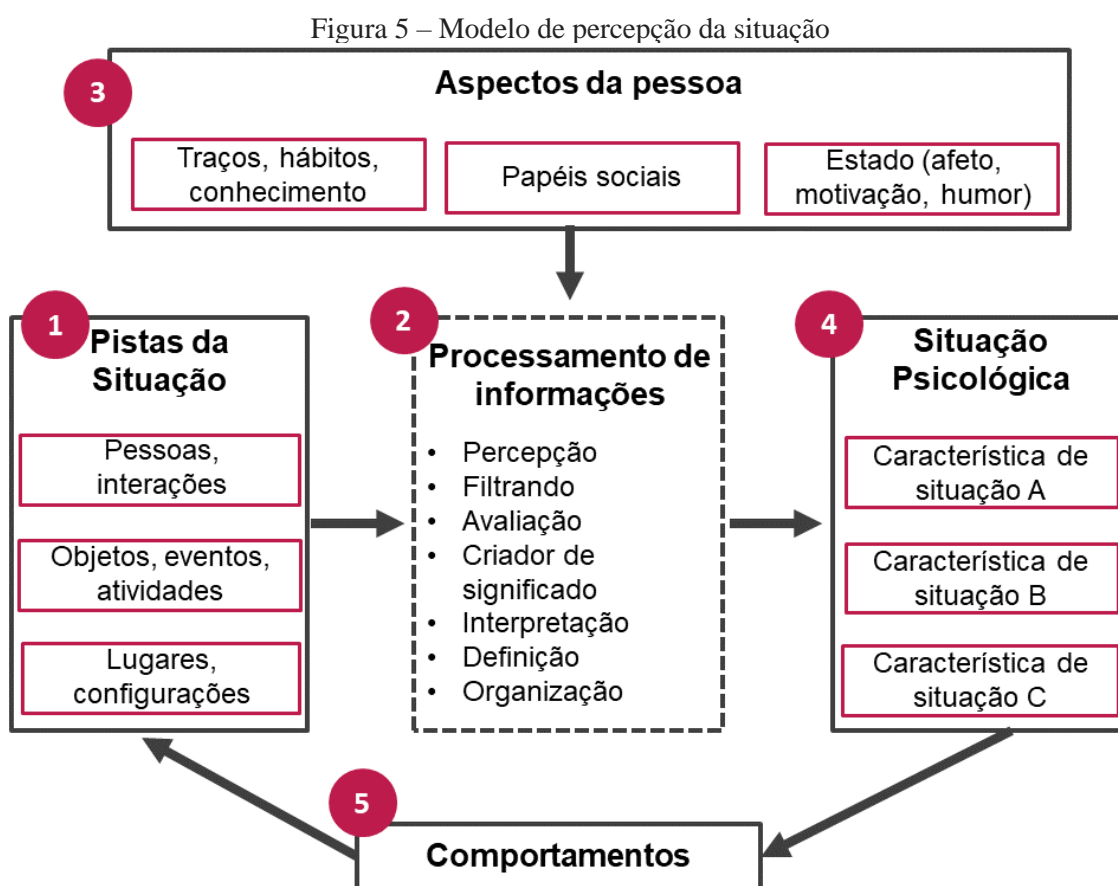 Figura 5 – Modelo de percepção da situação
3
Aspectos da pessoa
Traços, hábitos,
conhecimento
Papéis sociais
Estado (afeto,
motivação, humor)
1
Pistas da
Situação
Pessoas,
interações
Objetos, eventos,
atividades
Lugares,
configurações
2
Processamento de
informações
• Percepção
• Filtrando
• Avaliação
• Criador de
significado
• Interpretação
• Definição
• Organização
4
Situação
Psicológica
Característica de
situação A
Característica de
situação B
Característica de
situação C
5
Comportamentos